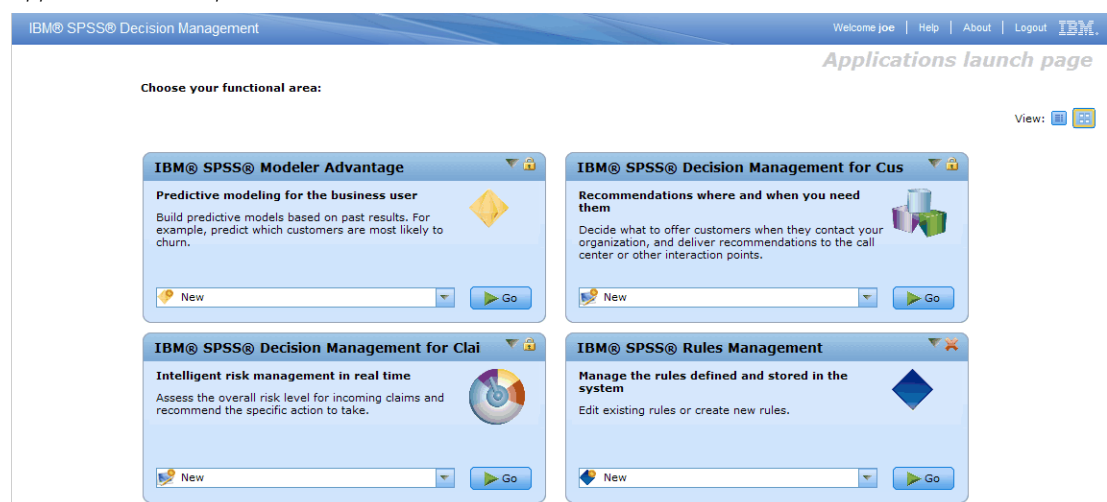 IBM® SPSS® Decision Management
Welcome joe | Help | About | Logout IBM.
Applications launch page
Choose your functional area:
View:
IBM® SPSS® Modeler Advantage
Predictive modeling for the business user
Build predictive models based on past results. For
example, predict which customers are most likely to
churn.
New
Go
IBM® SPSS® Decision Management for Cus
Recommendations where and when you need
them
Decide what to offer customers when they contact your
organization, and deliver recommendations to the call
center or other interaction points.
New
Go
IBM® SPSS® Decision Management for Clai
Intelligent risk management in real time
Assess the overall risk level for incoming claims and
recommend the specific action to take.
New
Go
IBM® SPSS® Rules Management
Manage the rules defined and stored in the
system
Edit existing rules or create new rules.
New
Go